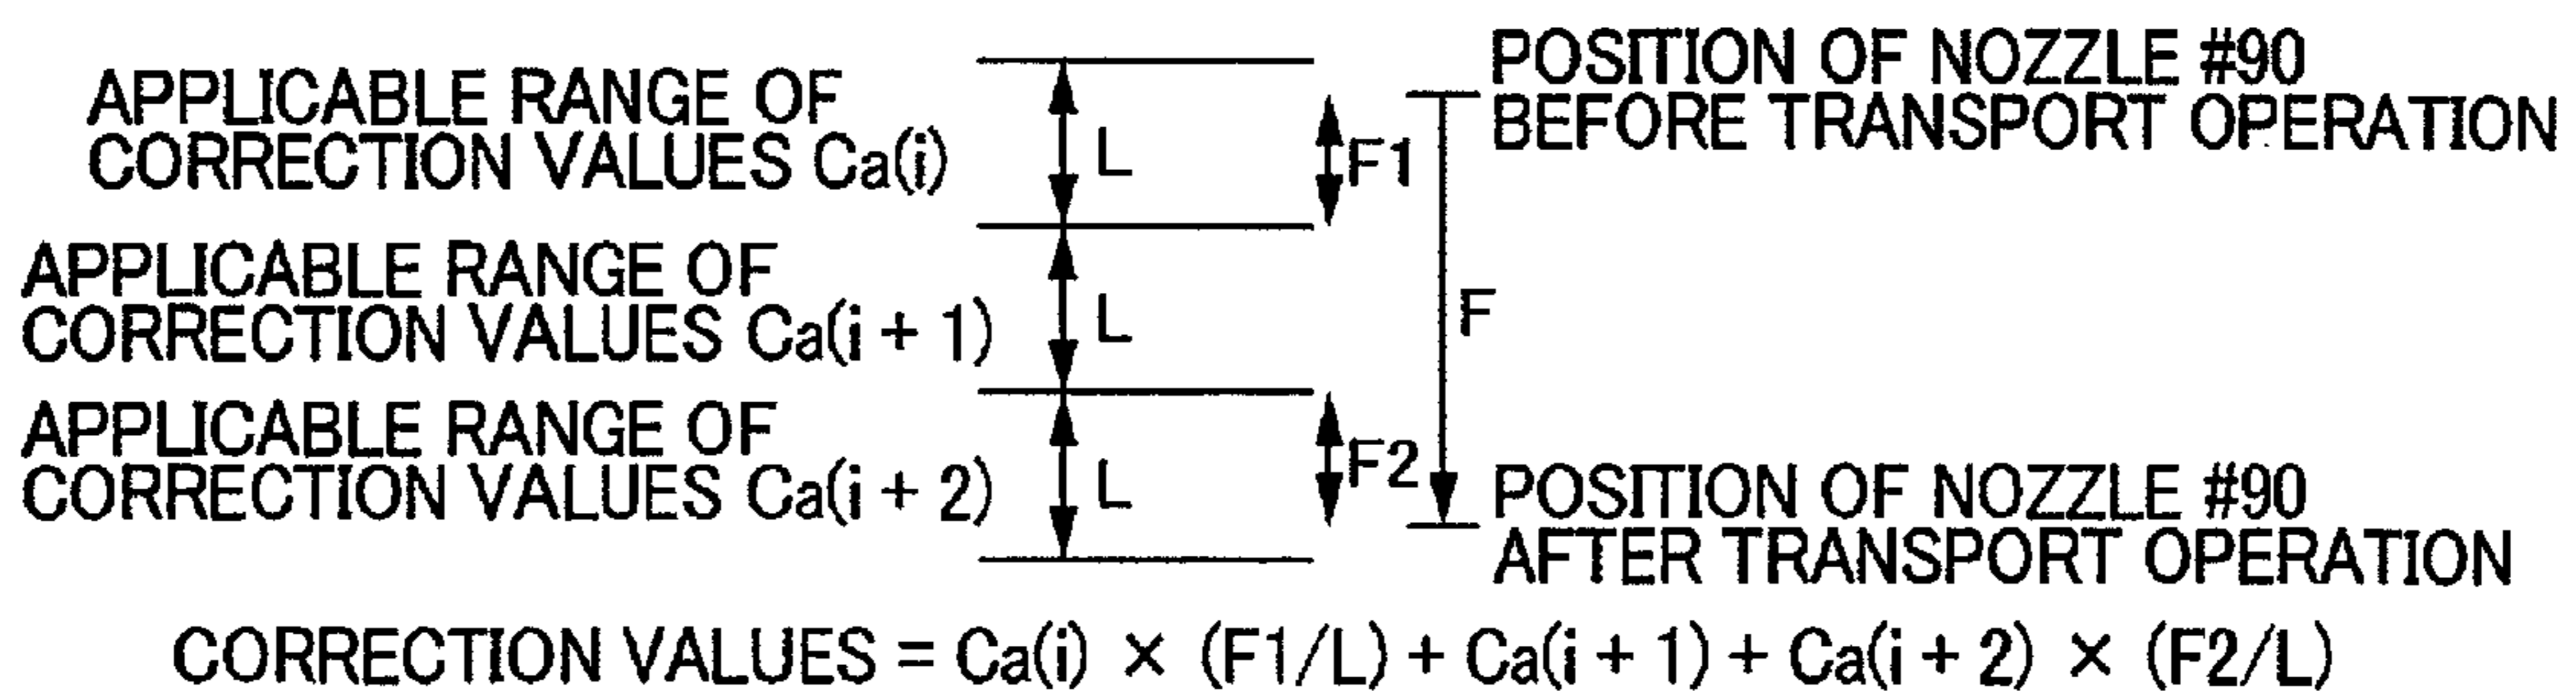 APPLICABLE RANGE OF
CORRECTION VALUES Ca(i)
L
F1
POSITION OF NOZZLE #90
BEFORE TRANSPORT OPERATION
APPLICABLE RANGE OF
CORRECTION VALUES Ca(i + 1)
L
F
APPLICABLE RANGE OF
CORRECTION VALUES Ca(i + 2)
L
F2
POSITION OF NOZZLE #90
AFTER TRANSPORT OPERATION
CORRECTION VALUES = Ca(i) × (F1/L) + Ca(i + 1) + Ca(i + 2) × (F2/L)